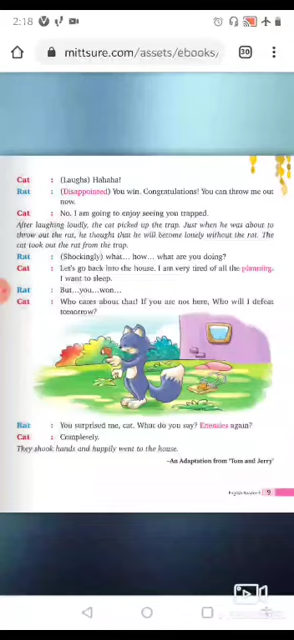 2:18
mittsure.com/assets/ebooks/
30
Cat : (Laughs) Hahaha!
Rat : (Disappointed) You win. Congratulations! You can throw me out
now.
Cat : No. I am going to enjoy seeing you trapped.
After laughing loudly, the cat picked up the trap. Just when he was about to
throw out the rat, he thought that he will become lonely without the rat. The
cat took out the rat from the trap.
Rat : (Shockingly) what... how... what are you doing?
Cat : Let's go back into the house. I am very tired of all the planning.
I want to sleep.
Rat : But...you...won...
Cat : Who cares about that! If you are not here, Who will I defeat
tomorrow?
Rat : You surprised me, cat. What do you say? Enemies again?
Cat : Completely.
They shook hands and happily went to the house.
–An Adaptation from 'Tom and Jerry'
English Reader
9